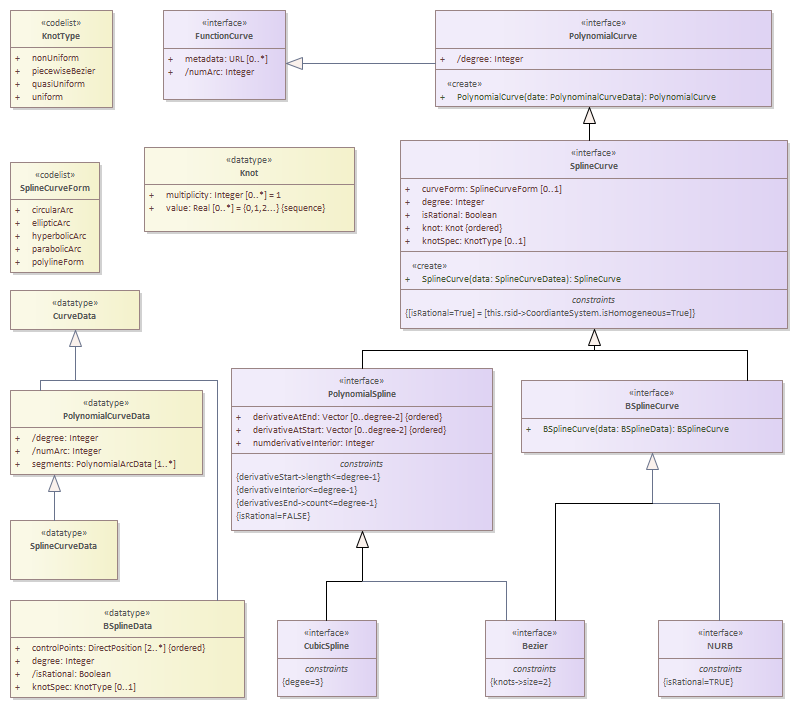 «codelist»
KnotType
+ nonUniform
+ piecewiseBezier
+ quasiUniform
+ uniform
«interface»
FunctionCurve
+ metadata: URL [0..*]
+ /numArc: Integer
«interface»
PolynomialCurve
+ /degree: Integer
«create»
+ PolynomialCurve(date: PolynominalCurveData): PolynomialCurve
«codelist»
SplineCurveForm
+ circularArc
+ ellipticArc
+ hyperbolicArc
+ parabolicArc
+ polylineForm
«datatype»
Knot
+ multiplicity: Integer [0..*] = 1
+ value: Real [0..*] = {0,1,2...} {sequence}
«interface»
SplineCurve
+ curveForm: SplineCurveForm [0..1]
+ degree: Integer
+ isRational: Boolean
+ knot: Knot {ordered}
+ knotSpec: KnotType [0..1]
«create»
+ SplineCurve(data: SplineCurveDatea): SplineCurve
constraints
{[isRational=True] = [this.rsid->CoordianteSystem.isHomogeneous=True]}
«datatype»
CurveData
«datatype»
PolynomialCurveData
+ /degree: Integer
+ /numArc: Integer
+ segments: PolynomialArcData [1..*]
«interface»
PolynomialSpline
+ derivativeAtEnd: Vector [0..degree-2] {ordered}
+ derivativeAtStart: Vector [0..degree-2] {ordered}
+ numderivativeInterior: Integer
constraints
{derivativeStart->length<=degree-1}
{derivativeInterior<=degree-1}
{derivativesEnd->count<=degree-1}
{isRational=FALSE}
«interface»
BSplineCurve
+ BSplineCurve(data: BSplineData): BSplineCurve
«datatype»
SplineCurveData
«datatype»
BSplineData
+ controlPoints: DirectPosition [2..*] {ordered}
+ degree: Integer
+ /isRational: Boolean
+ knotSpec: KnotType [0..1]
«interface»
CubicSpline
constraints
{degee=3}
«interface»
Bezier
constraints
{knots->size=2}
«interface»
NURB
constraints
{isRational=TRUE}